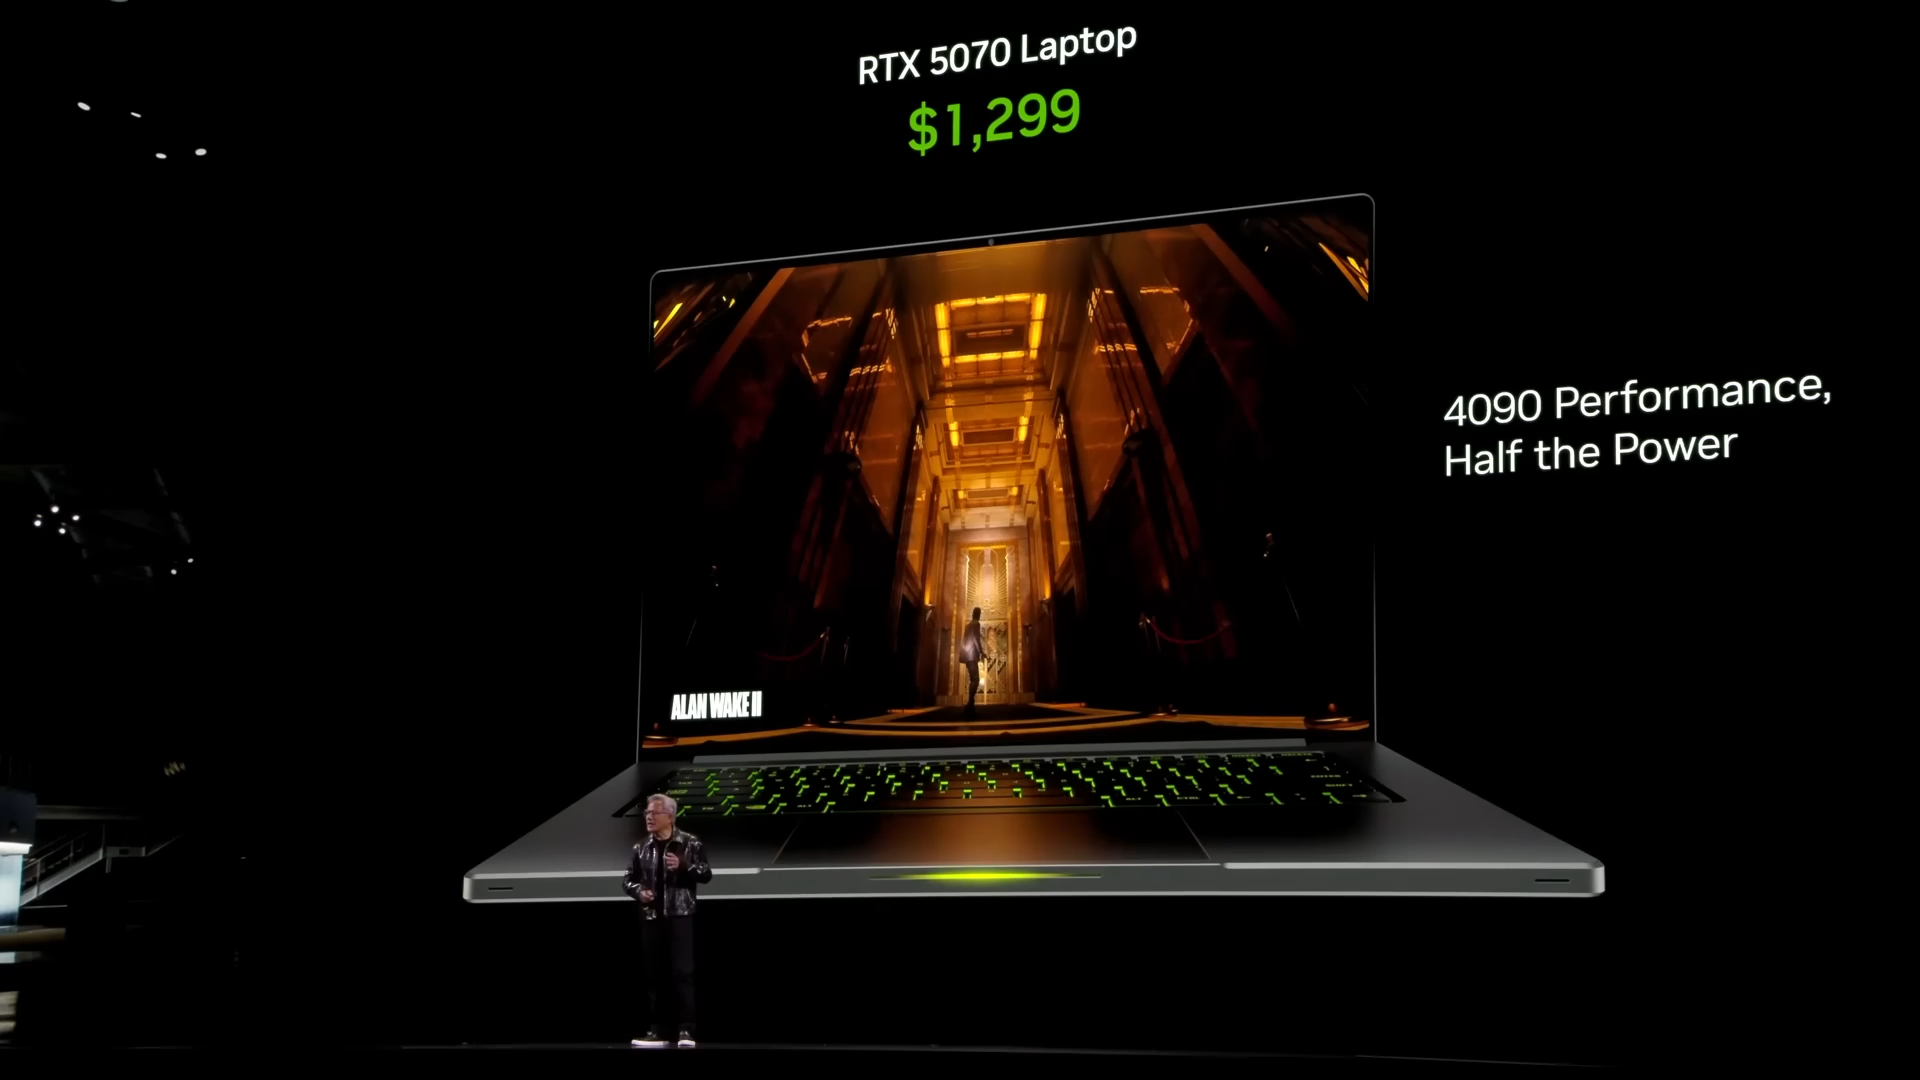 RTX 5070 Laptop
$1,299
4090 Performance,
Half the Power
ALAN WAKE II